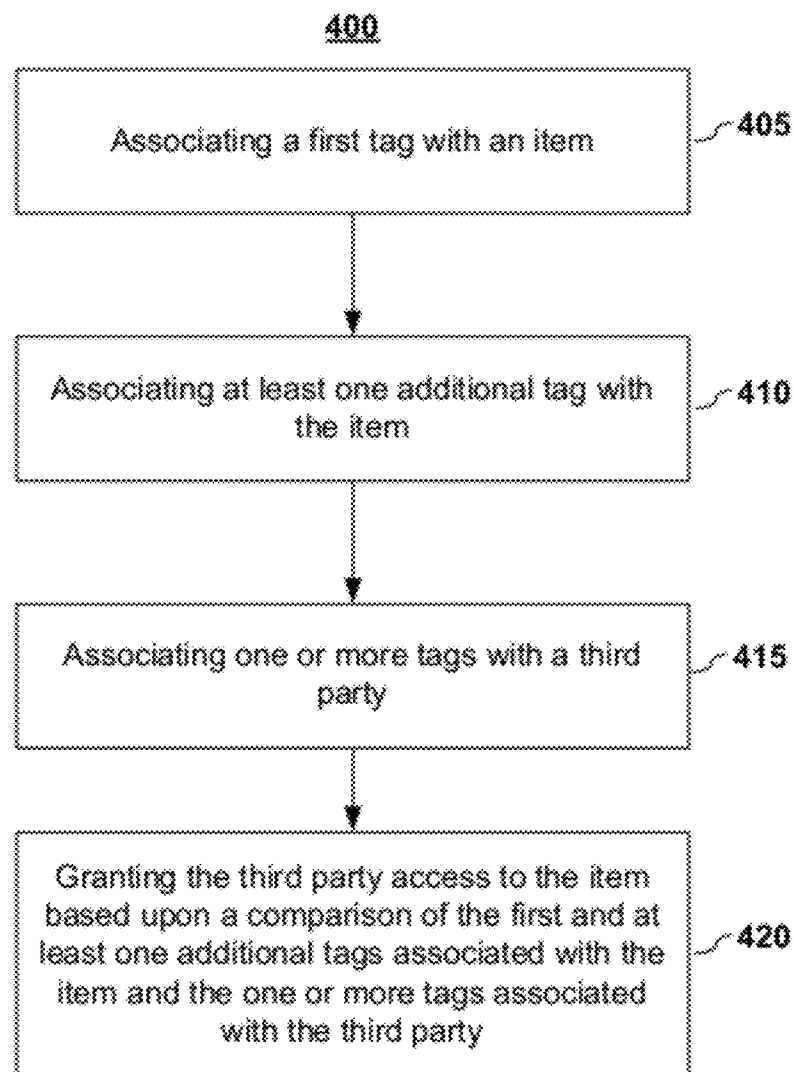 400
Associating a first tag with an item
405
Associating at least one additional tag with
the item
410
Associating one or more tags with a third
party
415
Granting the third party access to the item
based upon a comparison of the first and at
least one additional tags associated with the
item and the one or more tags associated
with the third party
420